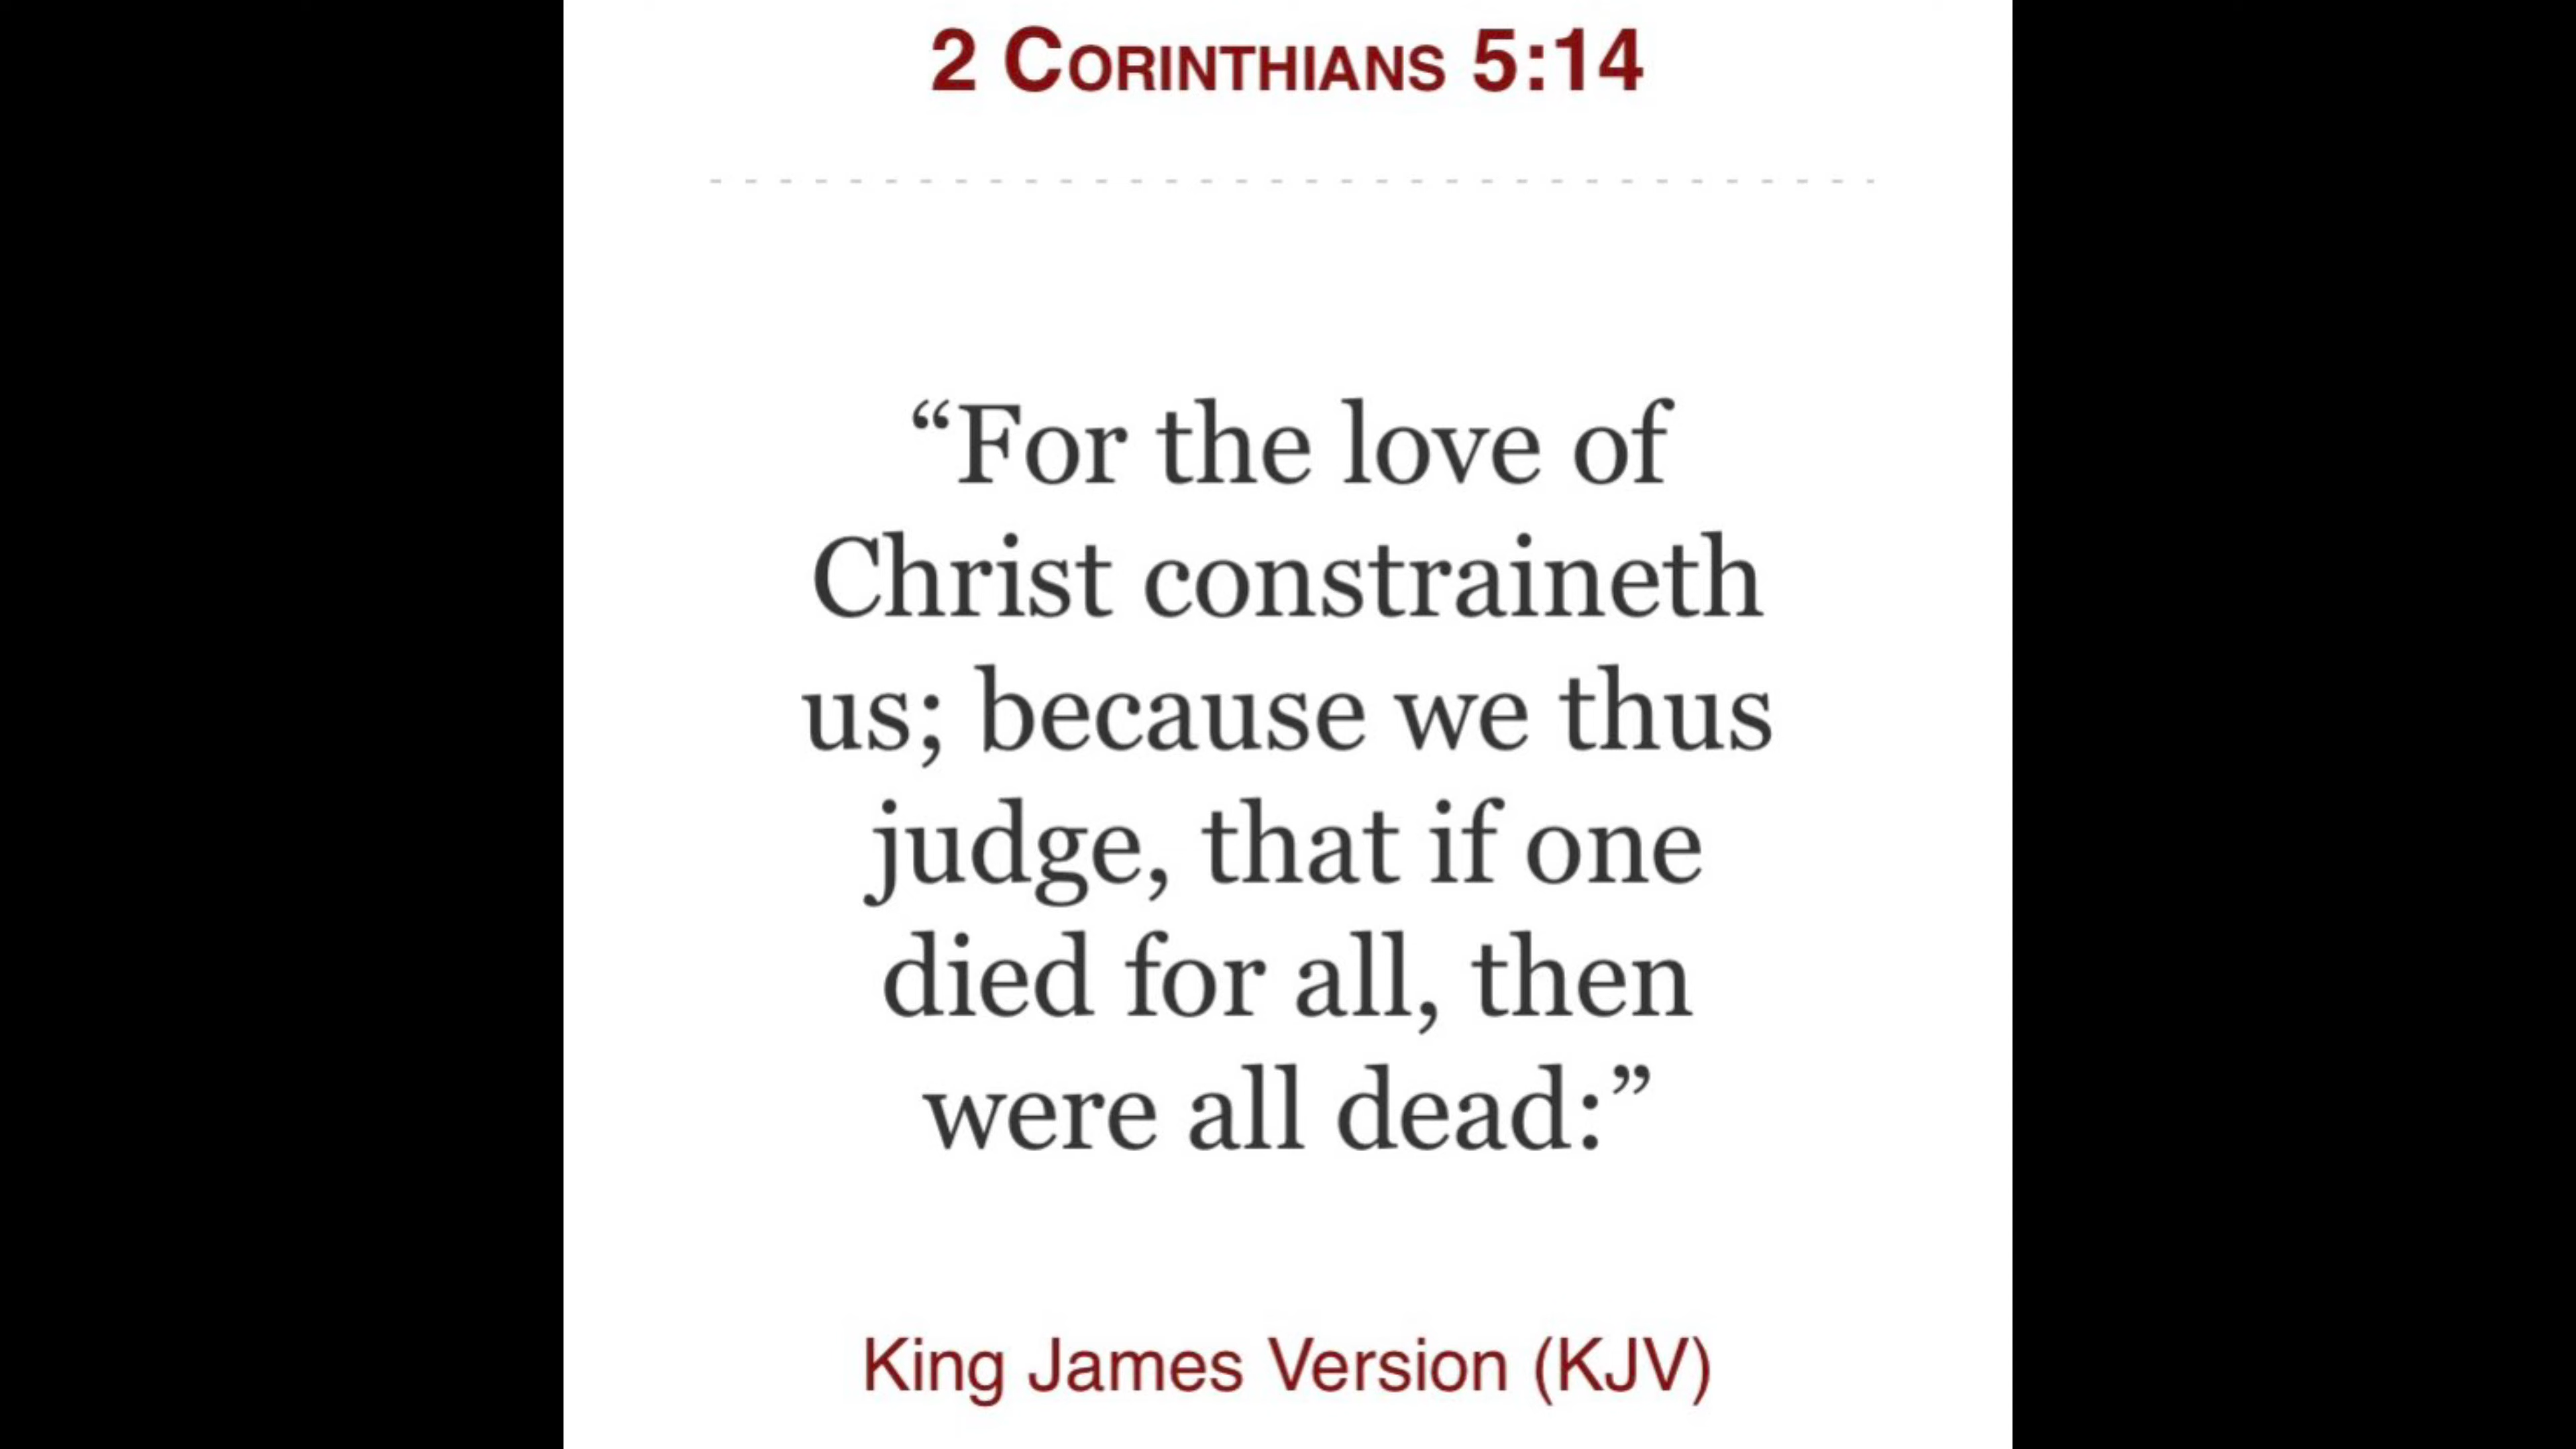 2 Corinthians 5:14
“For the love of
Christ constraineth
us; because we thus
judge, that if one
died for all, then
were all dead:”
King James Version (KJV)